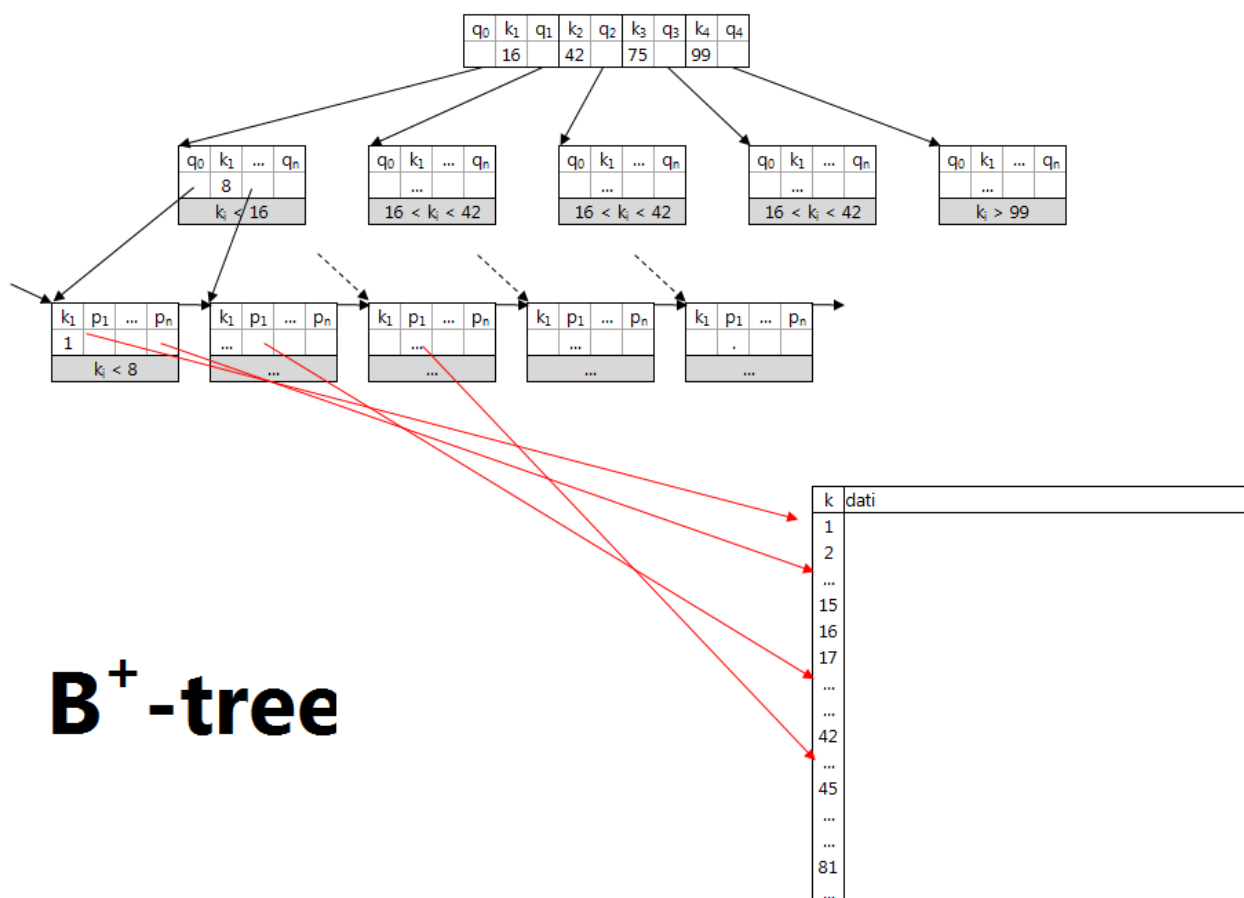 q₀ k₁ q₁ k₂ q₂ k₃ q₃ k₄ q₄
16 42 75 99
q₀ k₁ ... qₙ q₀ k₁ ... qₙ q₀ k₁ ... qₙ q₀ k₁ ... qₙ q₀ k₁ ... qₙ
8 ... ... ... ...
kᵢ < 16 16 < kᵢ < 42 16 < kᵢ < 42 16 < kᵢ < 42 kᵢ > 99
k₁ p₁ ... pₙ k₁ p₁ ... pₙ k₁ p₁ ... pₙ k₁ p₁ ... pₙ k₁ p₁ ... pₙ
1 ... ... ... .
kᵢ < 8 ... ... ... ...
k dati
1
2
...
15
16
17
...
...
42
...
45
...
...
81
...
B⁺-tree